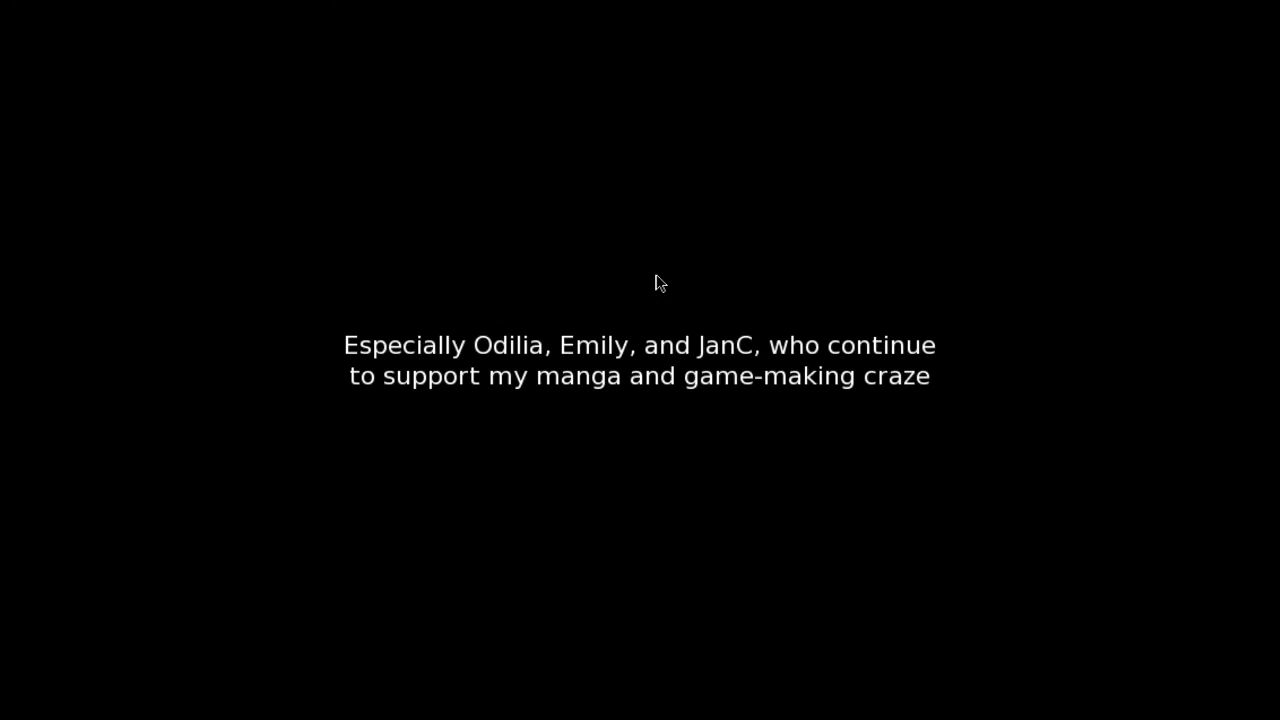 Especially Odilia, Emily, and JanC, who continue
to support my manga and game-making craze